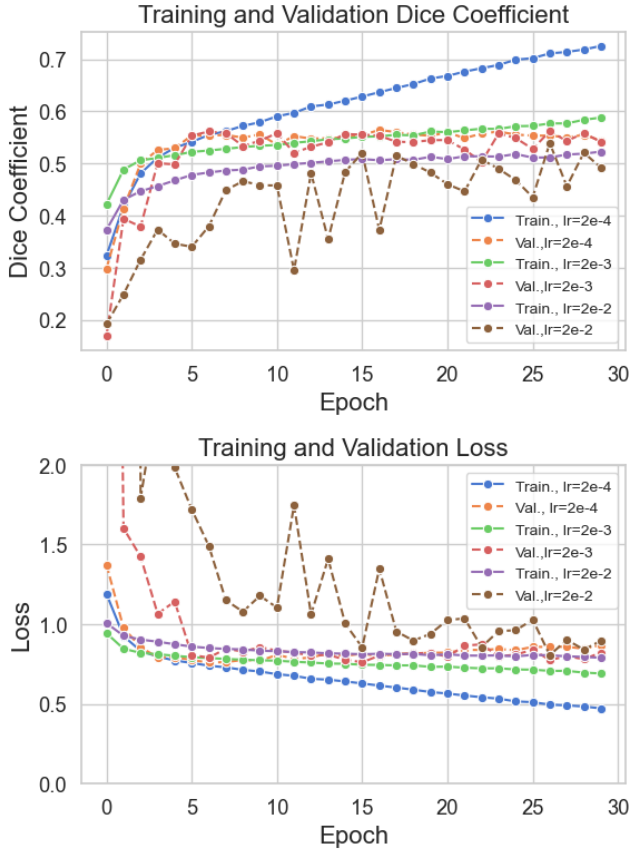 Training and Validation Dice Coefficient
Dice Coefficient
0.7
0.6
0.5
0.4
0.3
0.2
Train., lr=2e-4
Val.,lr=2e-4
Train., lr=2e-3
Val.,lr=2e-3
Train., lr=2e-2
Val.,lr=2e-2
0 5 10 15 20 25 30
Epoch
Training and Validation Loss
Loss
2.0
1.5
1.0
0.5
0.0
Train., lr=2e-4
Val., lr=2e-4
Train., lr=2e-3
Val.,lr=2e-3
Train., lr=2e-2
Val.,lr=2e-2
0 5 10 15 20 25 30
Epoch